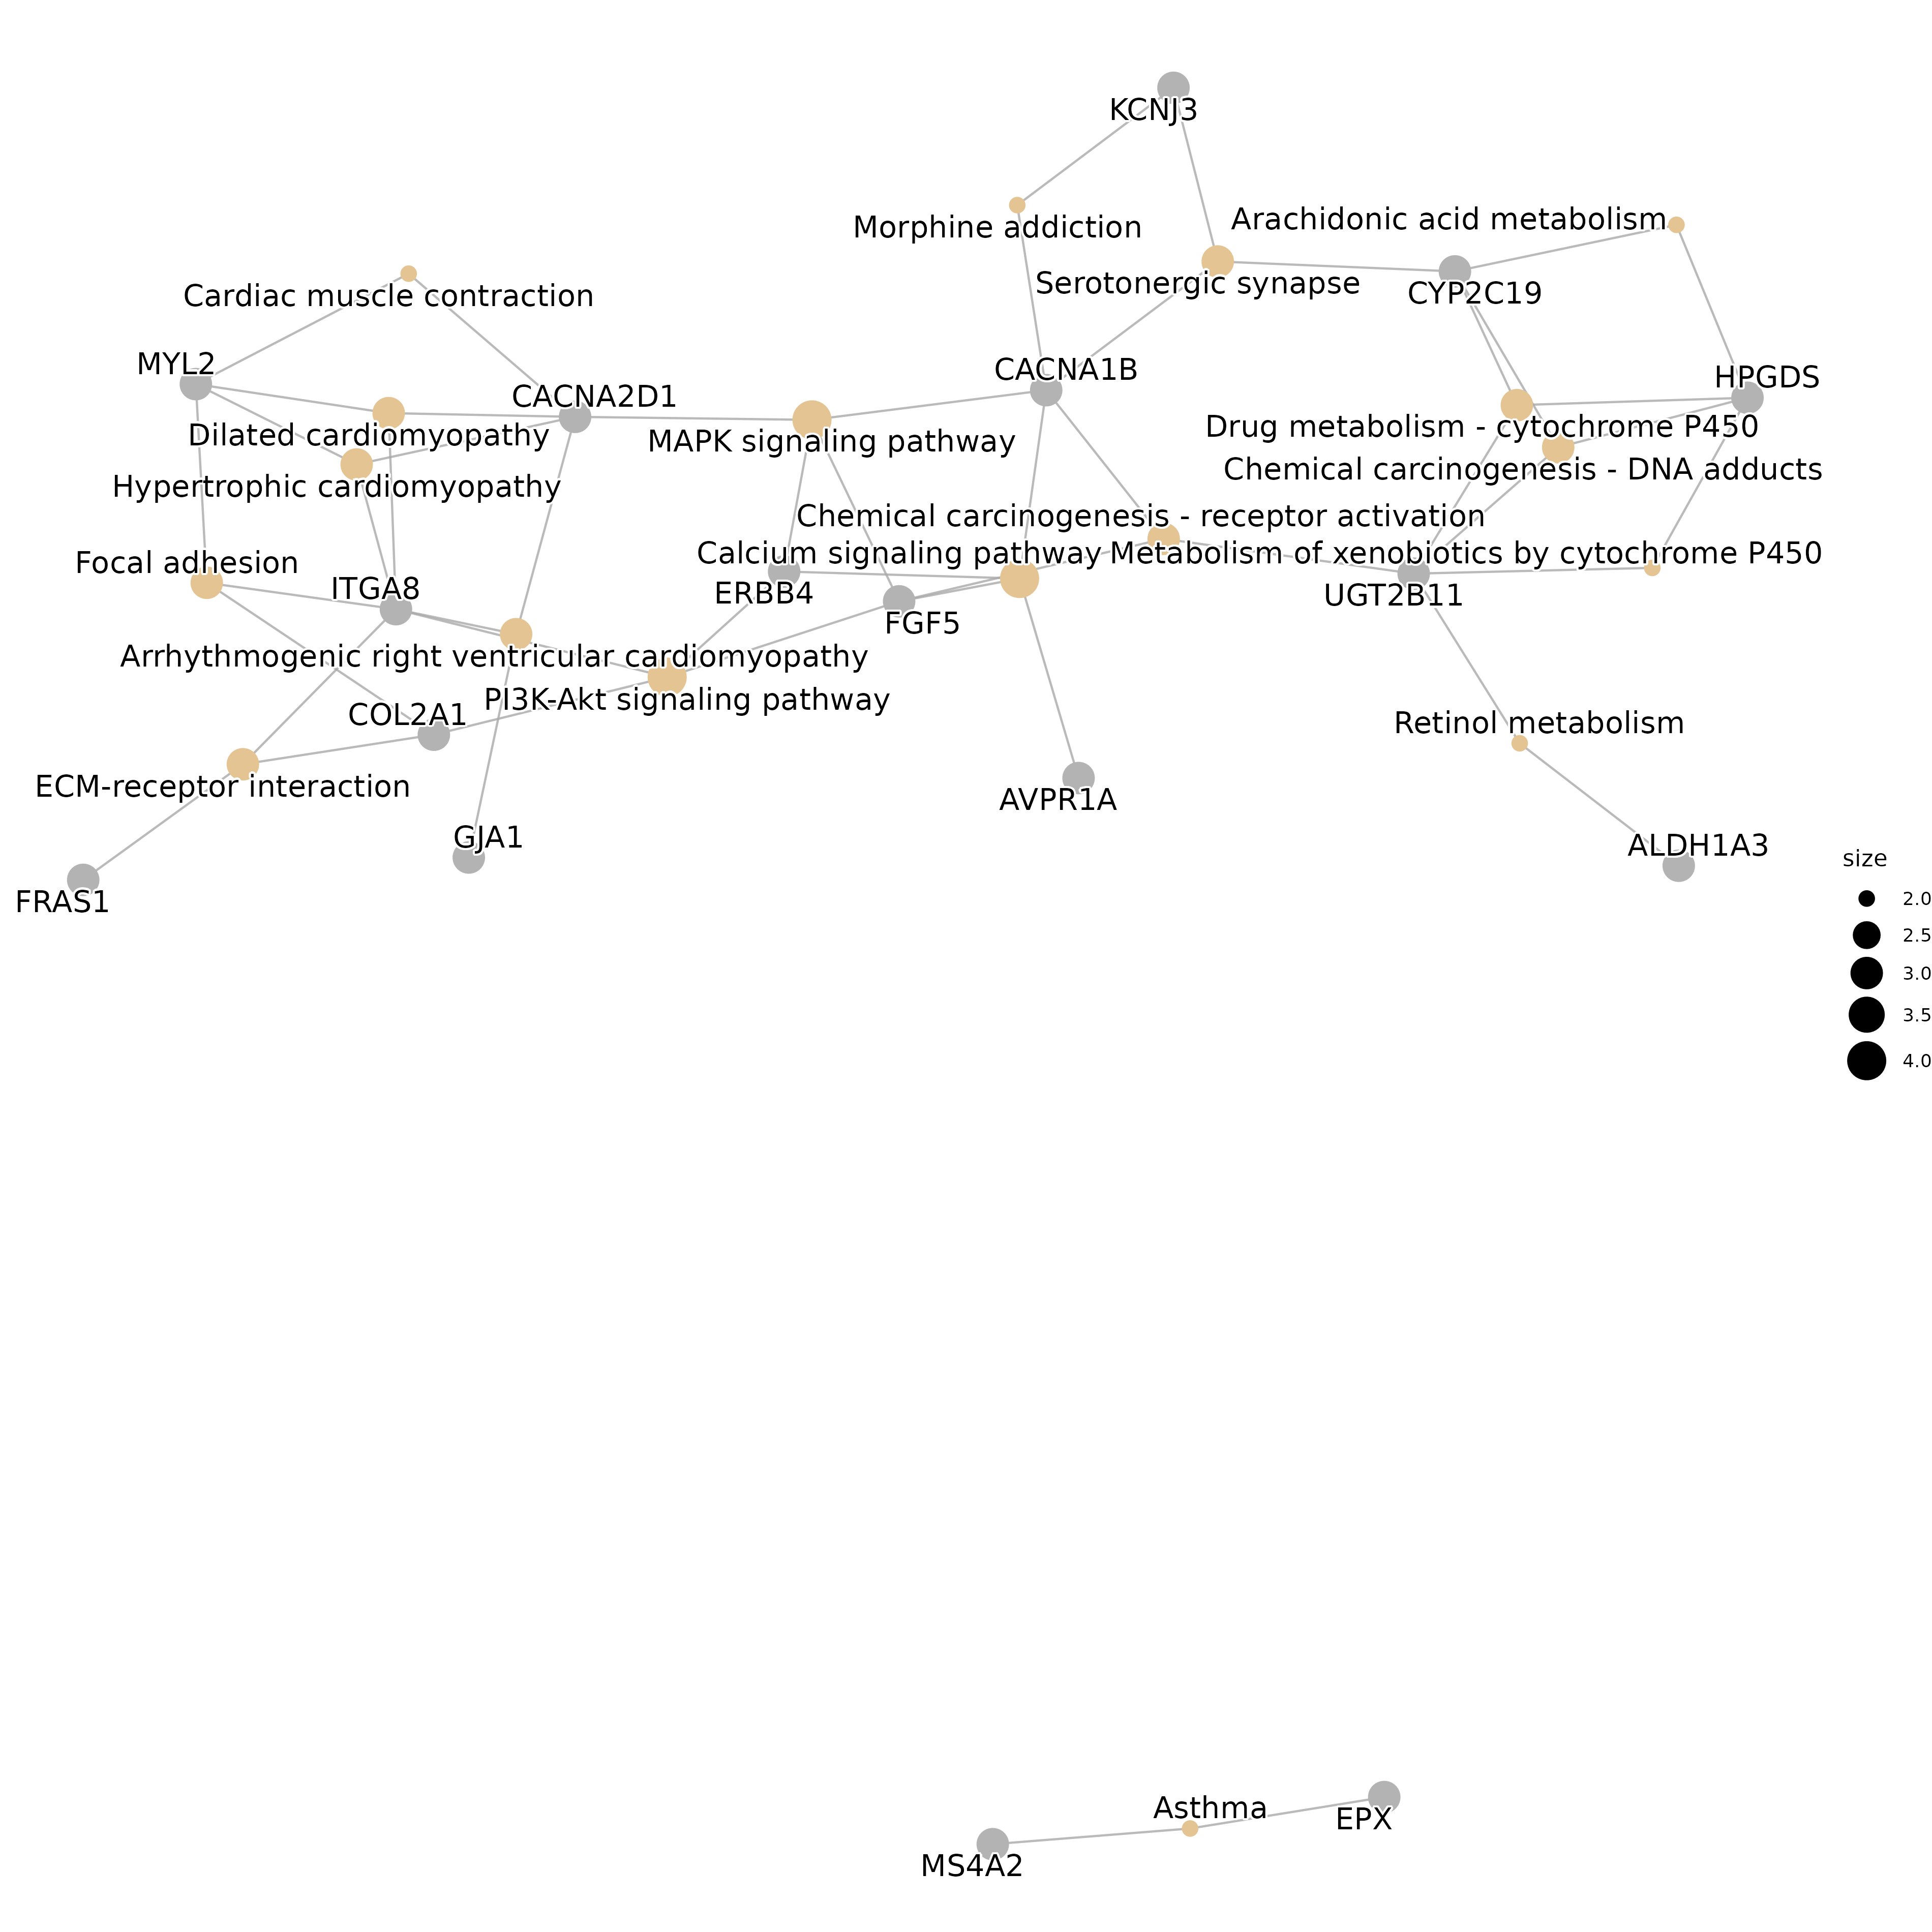 KCNJ3
Morphine addiction
Arachidonic acid metabolism
Serotonergic synapse
CYP2C19
Cardiac muscle contraction
MYL2
CACNA2D1
CACNA1B
HPGDS
Dilated cardiomyopathy
MAPK signaling pathway
Drug metabolism - cytochrome P450
Chemical carcinogenesis - DNA adducts
Hypertrophic cardiomyopathy
Chemical carcinogenesis - receptor activation
Calcium signaling pathway
Metabolism of xenobiotics by cytochrome P450
Focal adhesion
ITGA8
ERBB4
FGF5
UGT2B11
Arrhythmogenic right ventricular cardiomyopathy
PI3K-Akt signaling pathway
COL2A1
Retinol metabolism
ECM-receptor interaction
AVPR1A
GJA1
ALDH1A3
FRAS1
size
2.0
2.5
3.0
3.5
4.0
Asthma
EPX
MS4A2